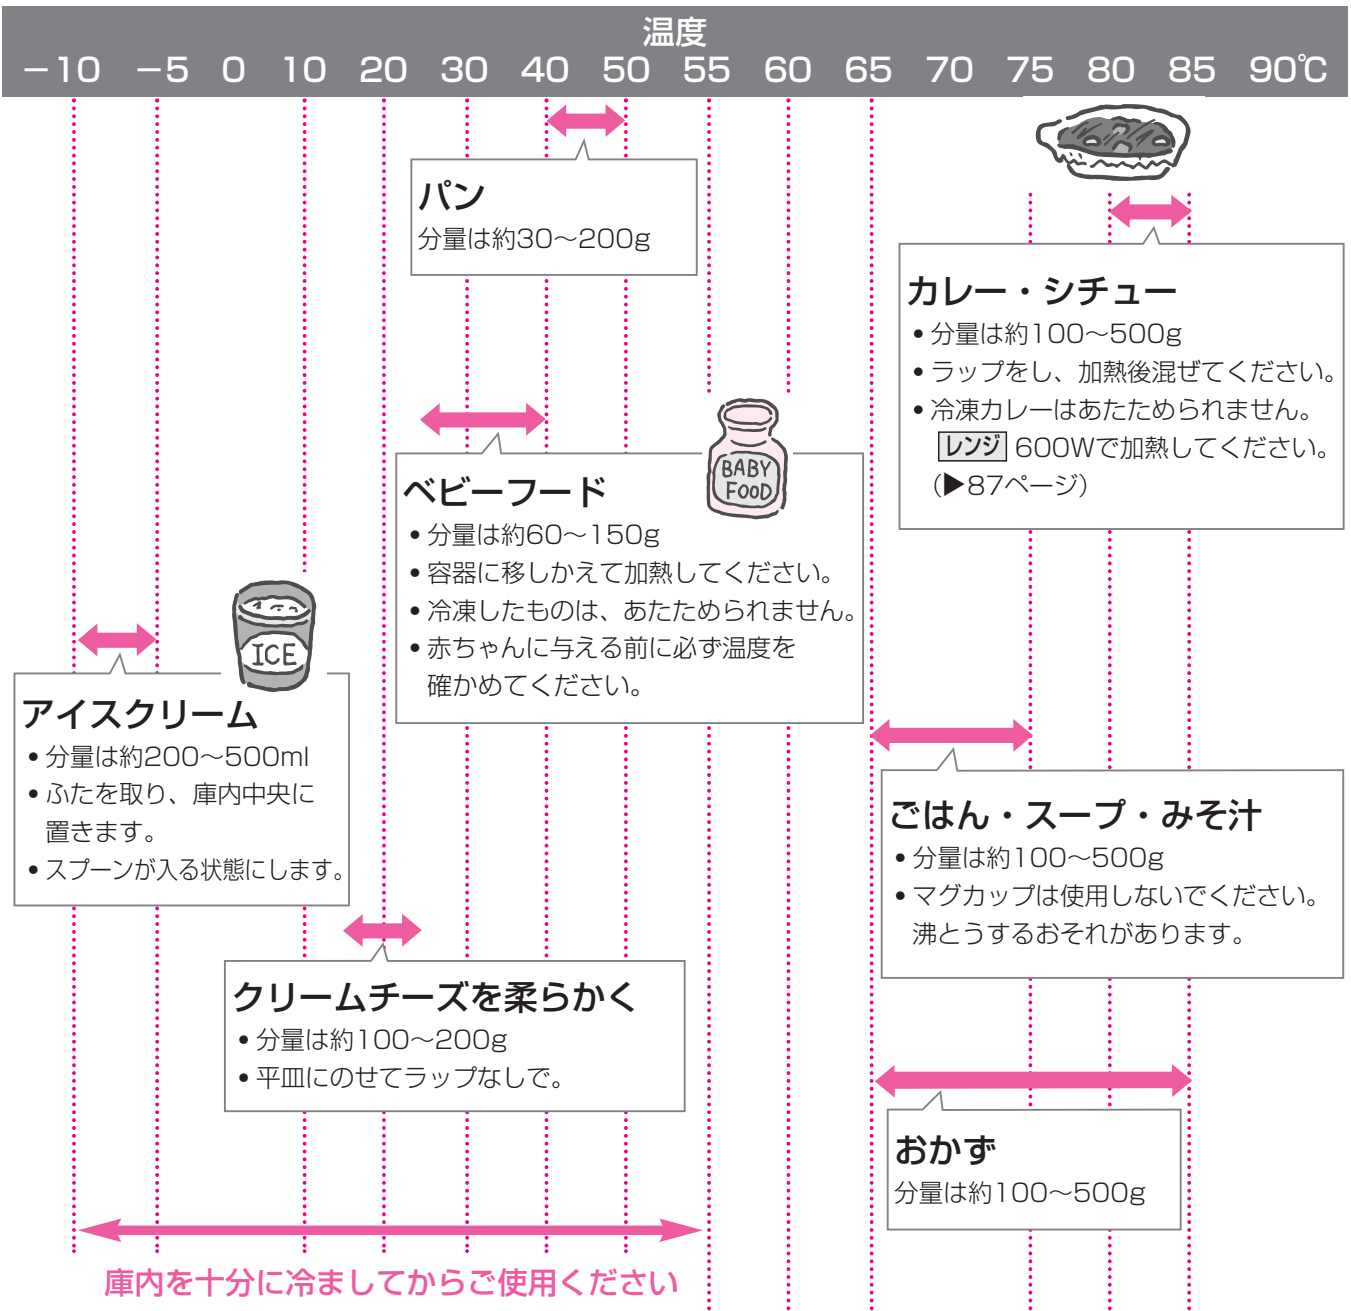 温度
－10 －5 0 10 20 30 40 50 55 60 65 70 75 80 85 90℃
パン
分量は約30～200g
カレー・シチュー
•分量は約100～500g
•ラップをし、加熱後混ぜてください。
•冷凍カレーはあたためられません。
レンジ 600Wで加熱してください。
（▶87ページ）
BABY
FOOD
ベビーフード
•分量は約60～150g
•容器に移しかえて加熱してください。
•冷凍したものは、あたためられません。
•赤ちゃんに与える前に必ず温度を
確かめてください。
ICE
アイスクリーム
•分量は約200～500ml
•ふたを取り、庫内中央に
置きます。
•スプーンが入る状態にします。
ごはん・スープ・みそ汁
•分量は約100～500g
•マグカップは使用しないでください。
沸とうするおそれがあります。
クリームチーズを柔らかく
•分量は約100～200g
•平皿にのせてラップなしで。
おかず
分量は約100～500g
庫内を十分に冷ましてからご使用ください